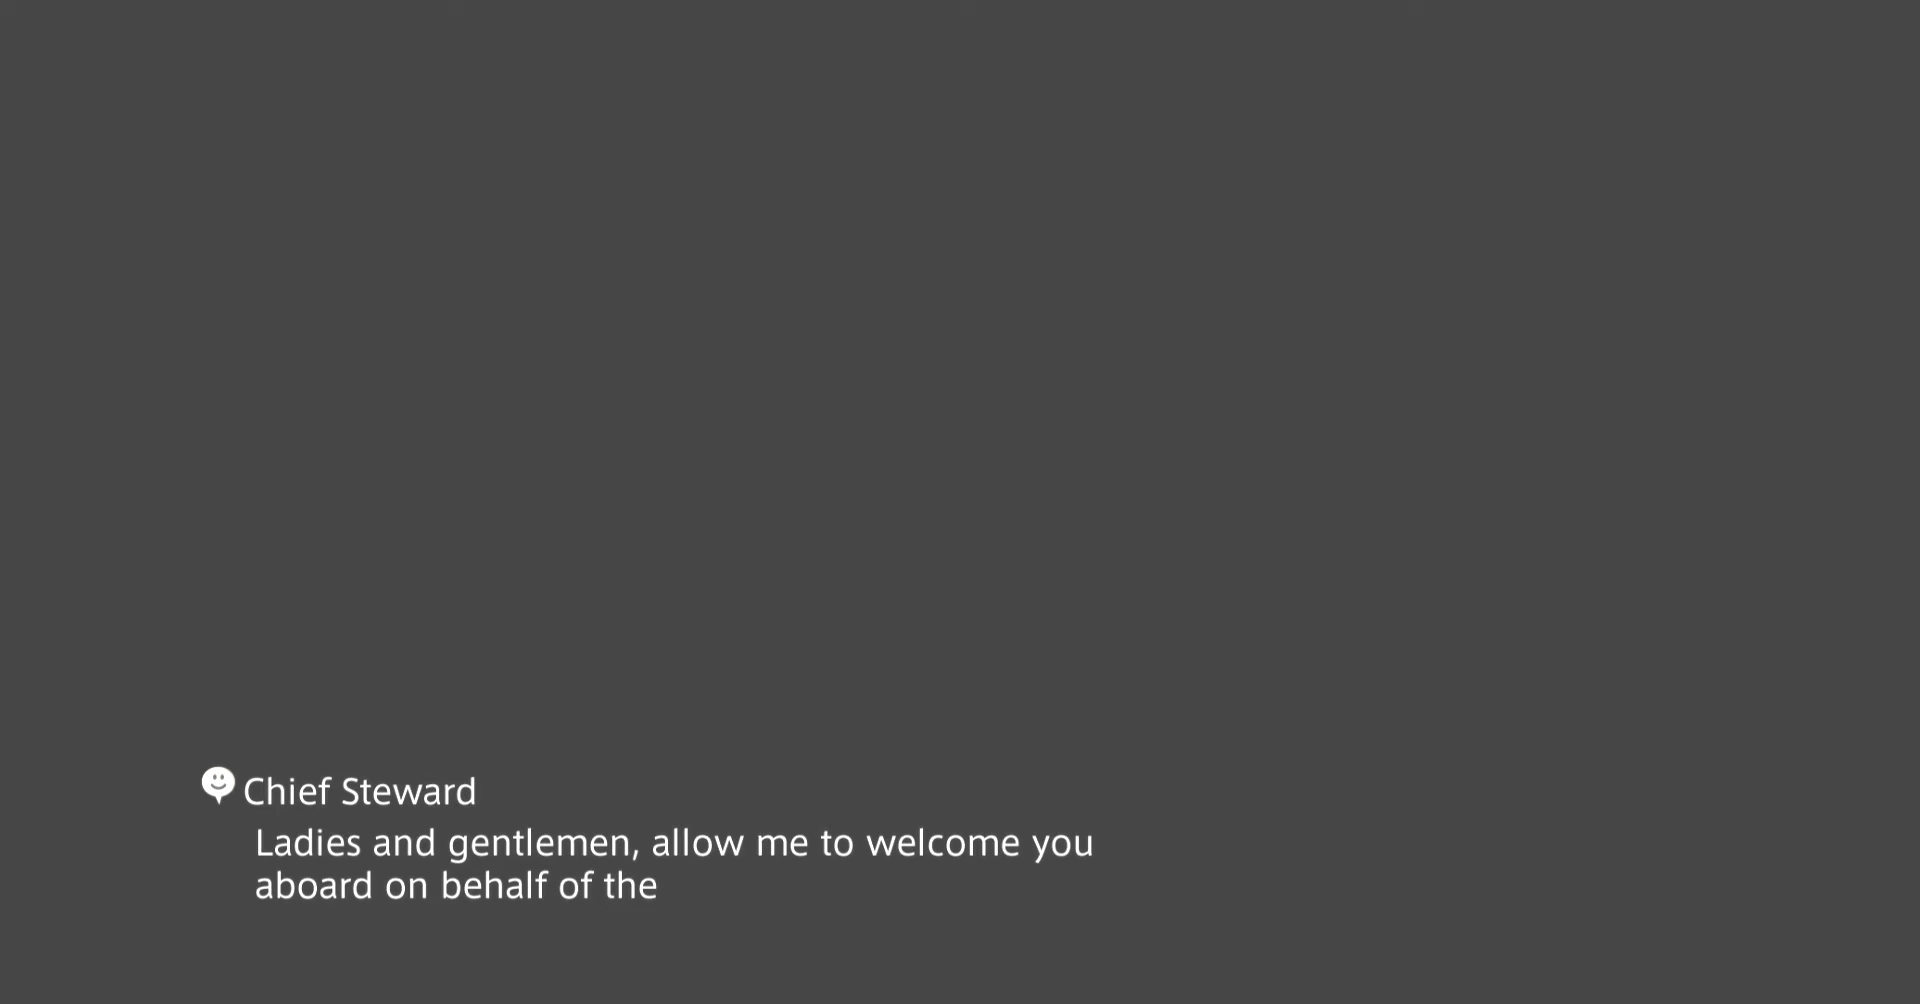 Chief Steward
Ladies and gentlemen, allow me to welcome you
aboard on behalf of the